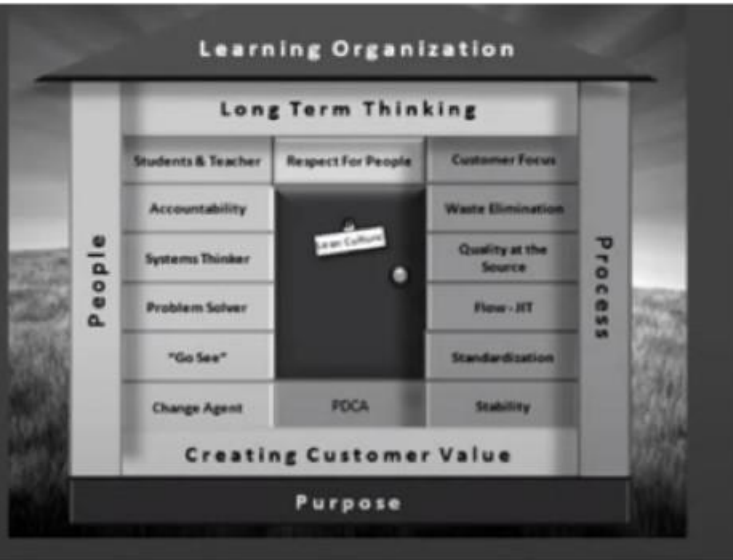 Learning Organization
Long Term Thinking
Students & Teacher
Respect For People
Customer Focus
Accountability
Waste Elimination
Lean Culture
People
Systems Thinker
Quality at the
Source
Process
Problem Solver
Flow - JIT
"Go See"
Standardization
Change Agent
PDCA
Stability
Creating Customer Value
Purpose